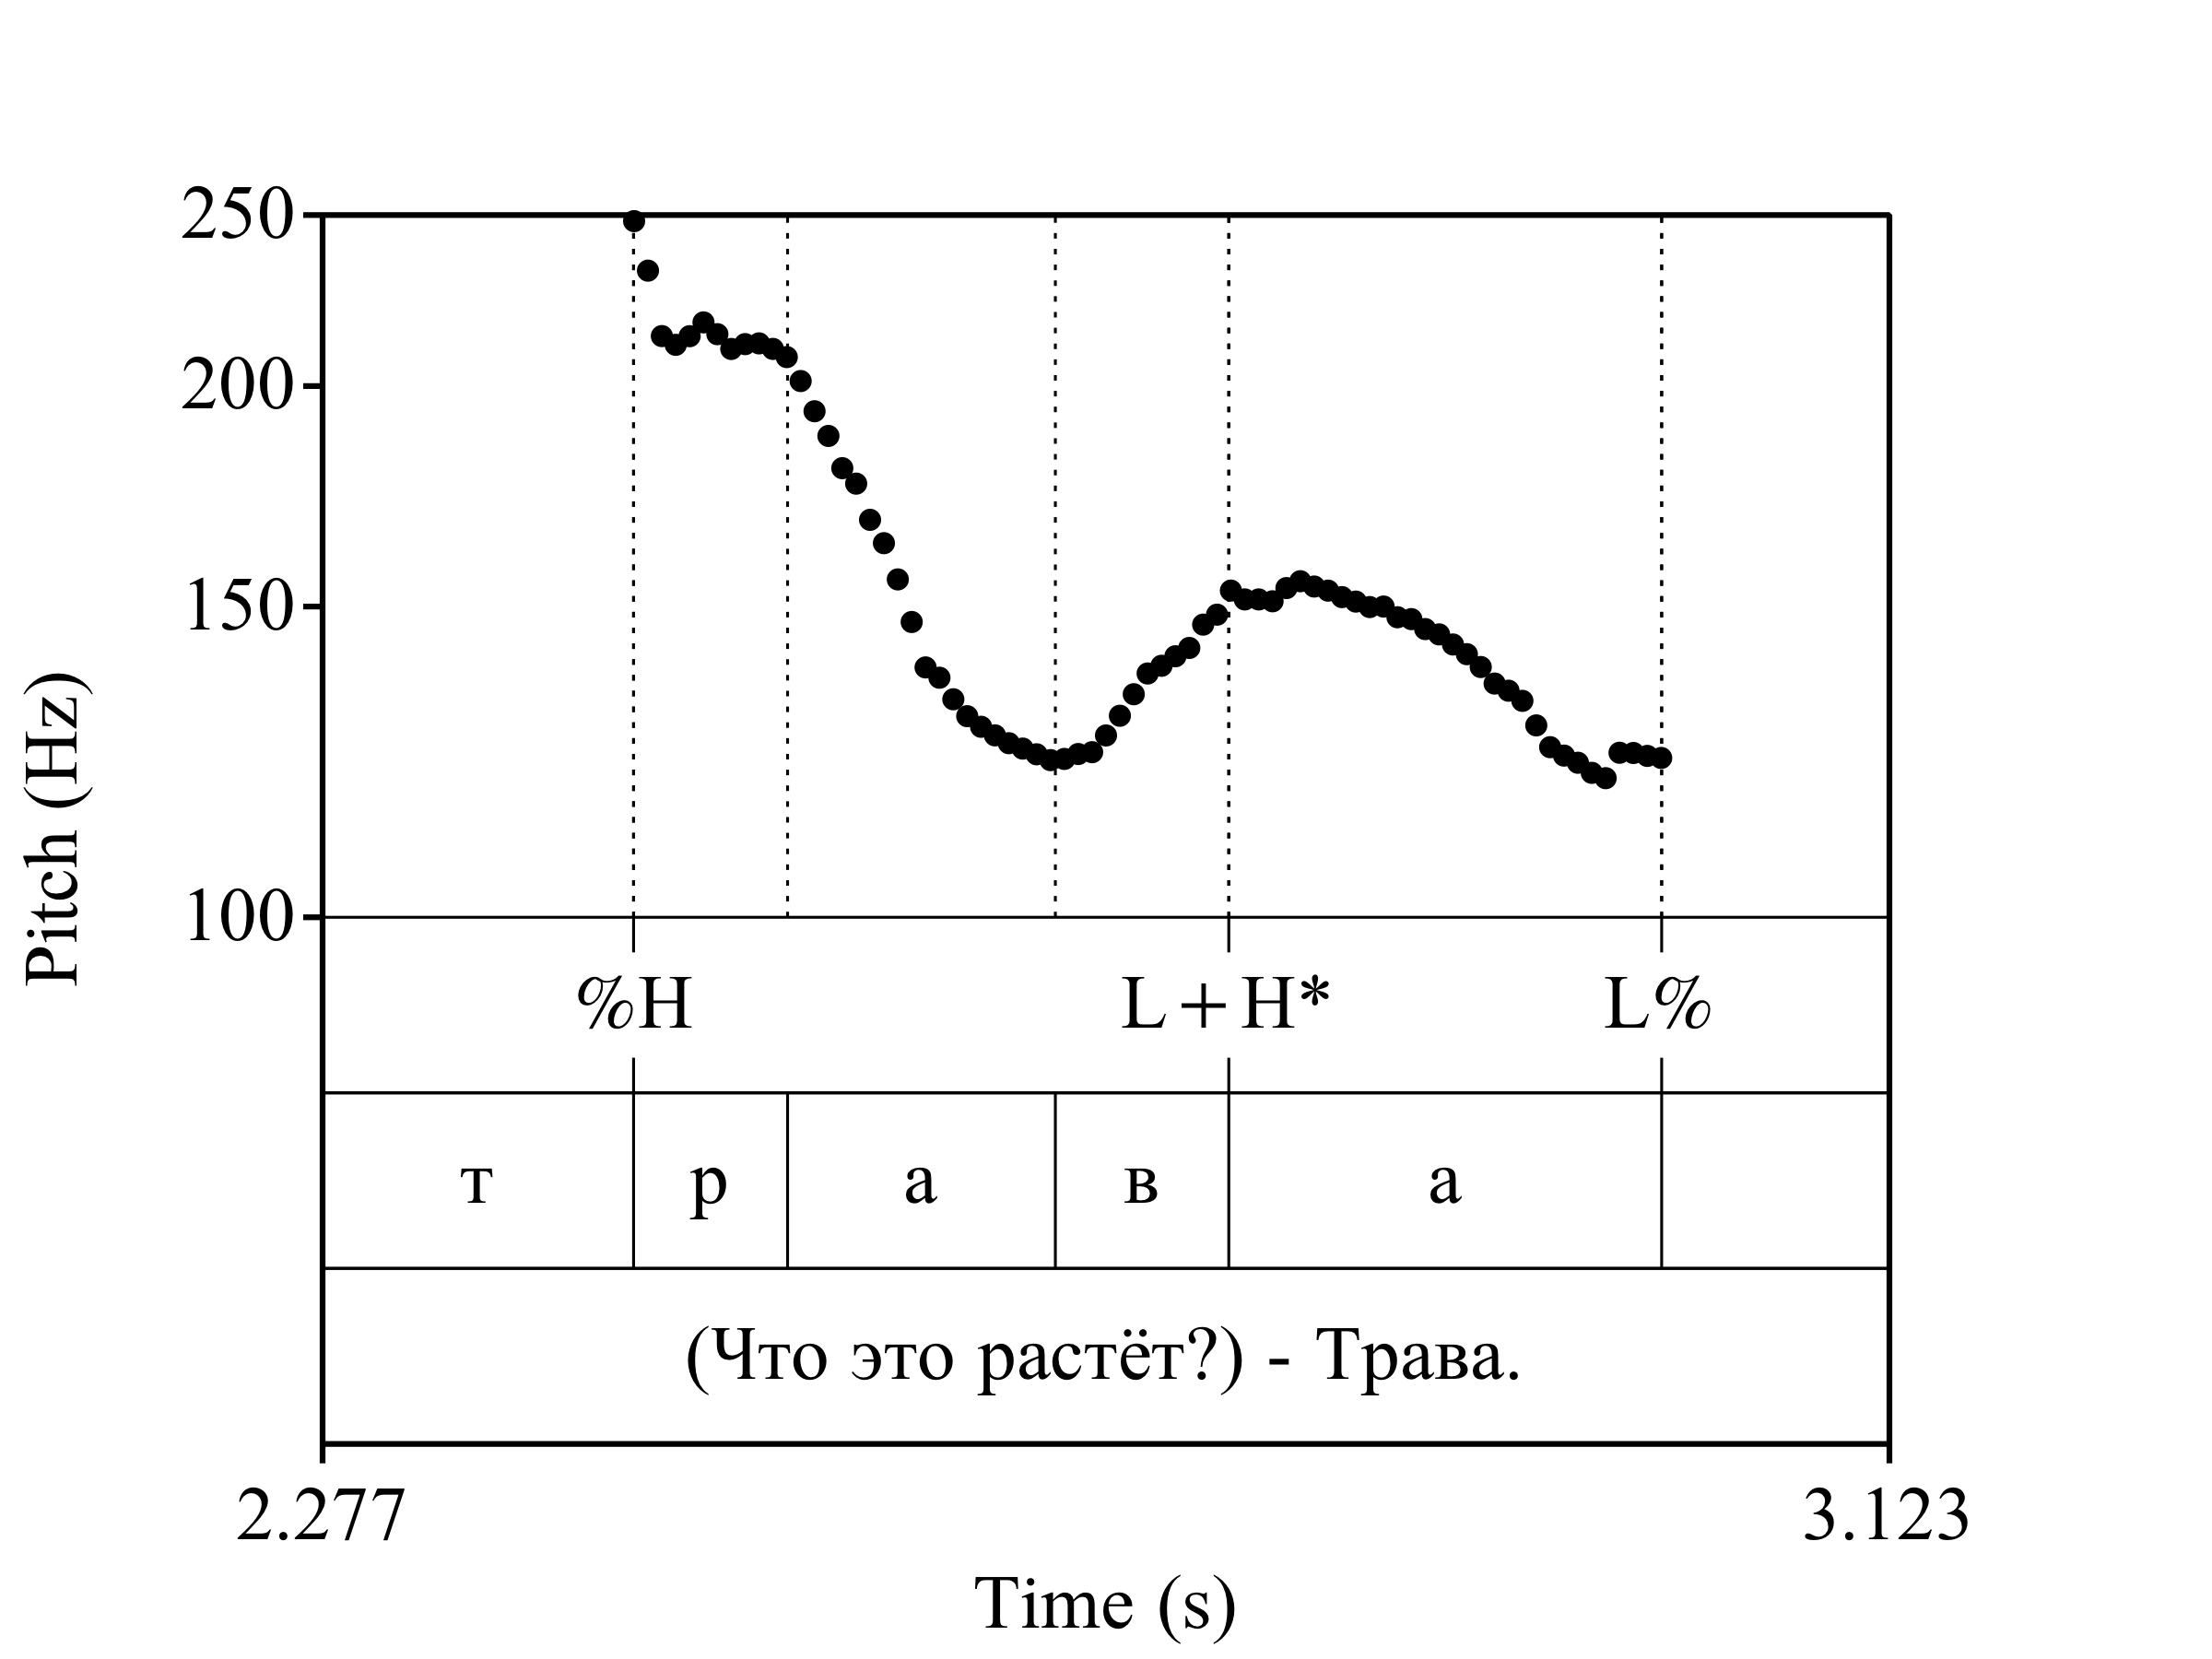 250
200
150
100
Pitch (Hz)
%H L+H* L%
т р а в а
(Что это растёт?) - Трава.
2.277 3.123
Time (s)